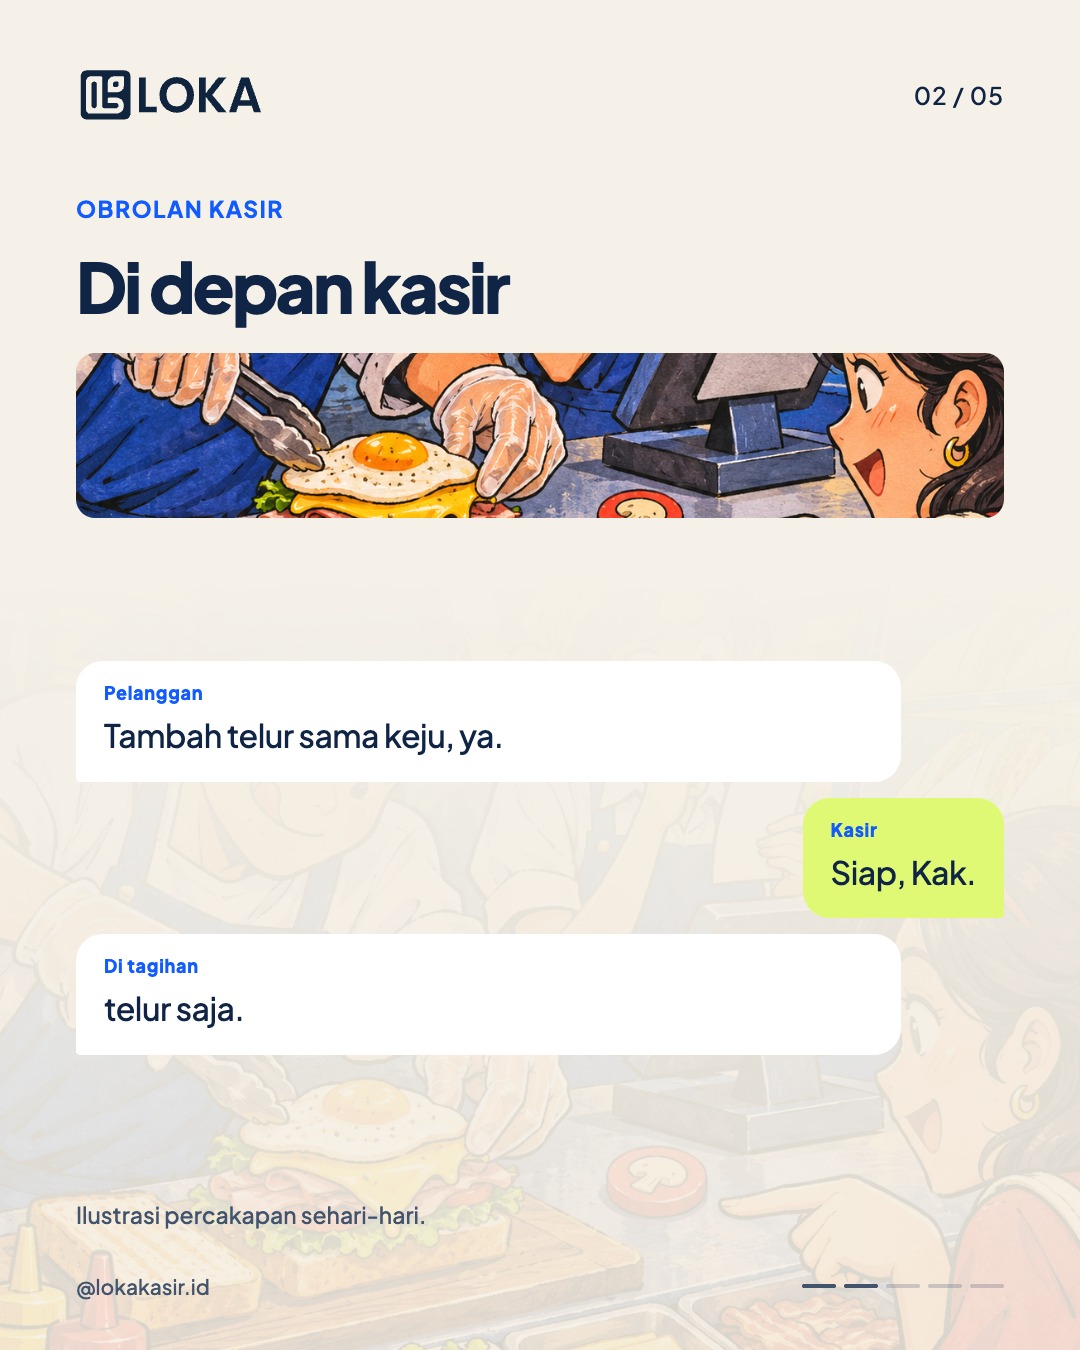 LOKA
02 / 05
OBROLAN KASIR
Di depan kasir
Pelanggan
Tambah telur sama keju, ya.
Kasir
Siap, Kak.
Di tagihan
telur saja.
Ilustrasi percakapan sehari-hari.
@lokakasir.id